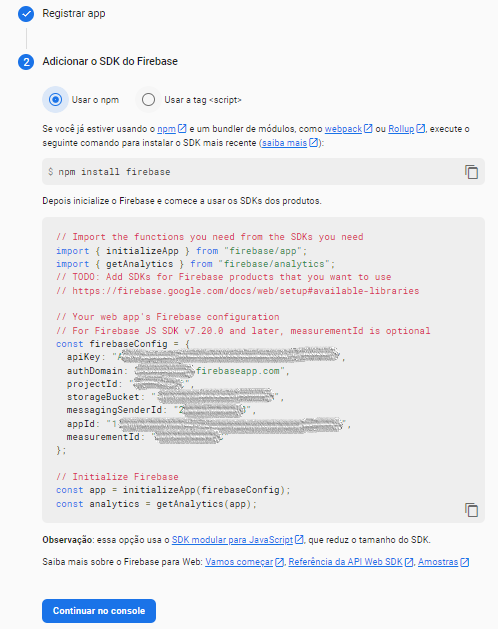 Registrar app
2 Adicionar o SDK do Firebase
Usar o npm Usar a tag <script>
Se você já estiver usando o npm e um bundler de módulos, como webpack ou Rollup, execute o
seguinte comando para instalar o SDK mais recente (saiba mais):
$ npm install firebase
Depois inicialize o Firebase e comece a usar os SDKs dos produtos.
// Import the functions you need from the SDKs you need
import { initializeApp } from "firebase/app";
import { getAnalytics } from "firebase/analytics";
// TODO: Add SDKs for Firebase products that you want to use
// https://firebase.google.com/docs/web/setup#available-libraries
// Your web app's Firebase configuration
// For Firebase JS SDK v7.20.0 and later, measurementId is optional
const firebaseConfig = {
apiKey: "
authDomain: " firebaseapp.com",
projectId: " ",
storageBucket: " ",
messagingSenderId: " ",
appId: "1 ",
measurementId: "
};
// Initialize Firebase
const app = initializeApp(firebaseConfig);
const analytics = getAnalytics(app);
Observação: essa opção usa o SDK modular para JavaScript, que reduz o tamanho do SDK.
Saiba mais sobre o Firebase para Web: Vamos começar, Referência da API Web SDK, Amostras
Continuar no console